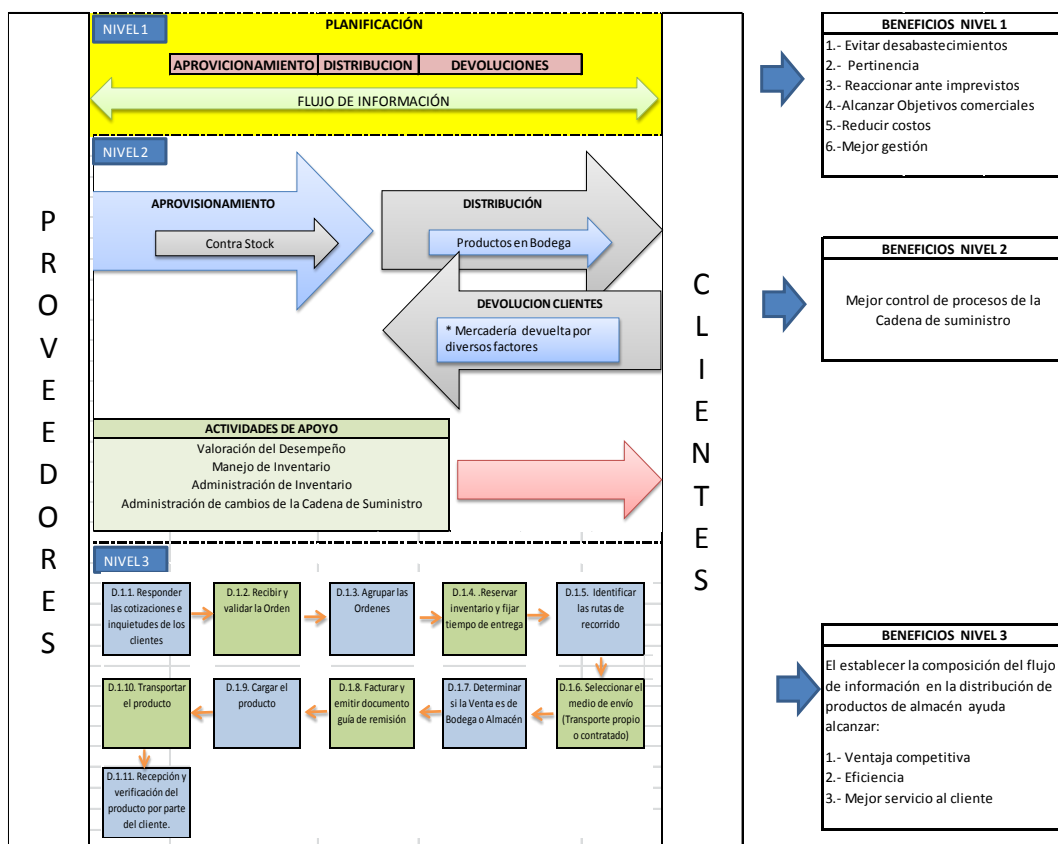 PROVEEDORES
NIVEL1
PLANIFICACIÓN
APROVICIONAMIENTO DISTRIBUCION DEVOLUCIONES
FLUJO DE INFORMACIÓN
NIVEL2
APROVISIONAMIENTO
Contra Stock
DISTRIBUCIÓN
Productos en Bodega
DEVOLUCION CLIENTES
* Mercadería devuelta por
diversos factores
ACTIVIDADES DE APOYO
Valoración del Desempeño
Manejo de Inventario
Administración de Inventario
Administración de cambios de la Cadena de Suministro
NIVEL3
D.1.1. Responder
las cotizaciones e
inquietudes de los
clientes
D.1.2. Recibir y
validar la Orden
D.1.3. Agrupar las
Ordenes
D.1.4. .Reservar
inventario y fijar
tiempo de entrega
D.1.5. Identificar
las rutas de
recorrido
D.1.6. Seleccionar el
medio de envío
(Transporte propio
o contratado)
D.1.7. Determinar
si la Venta es de
Bodega o Almacén
D.1.8. Facturar y
emitir documento
guía de remisión
D.1.9. Cargar el
producto
D.1.10. Transportar
el producto
D.1.11. Recepción y
verificación del
producto por parte
del cliente.
CLIENTES
BENEFICIOS NIVEL 1
1.- Evitar desabastecimientos
2.- Pertinencia
3.- Reaccionar ante imprevistos
4.-Alcanzar Objetivos comerciales
5.-Reducir costos
6.-Mejor gestión
BENEFICIOS NIVEL 2
Mejor control de procesos de la
Cadena de suministro
BENEFICIOS NIVEL 3
El establecer la composición del flujo
de información en la distribución de
productos de almacén ayuda
alcanzar:
1.- Ventaja competitiva
2.- Eficiencia
3.- Mejor servicio al cliente